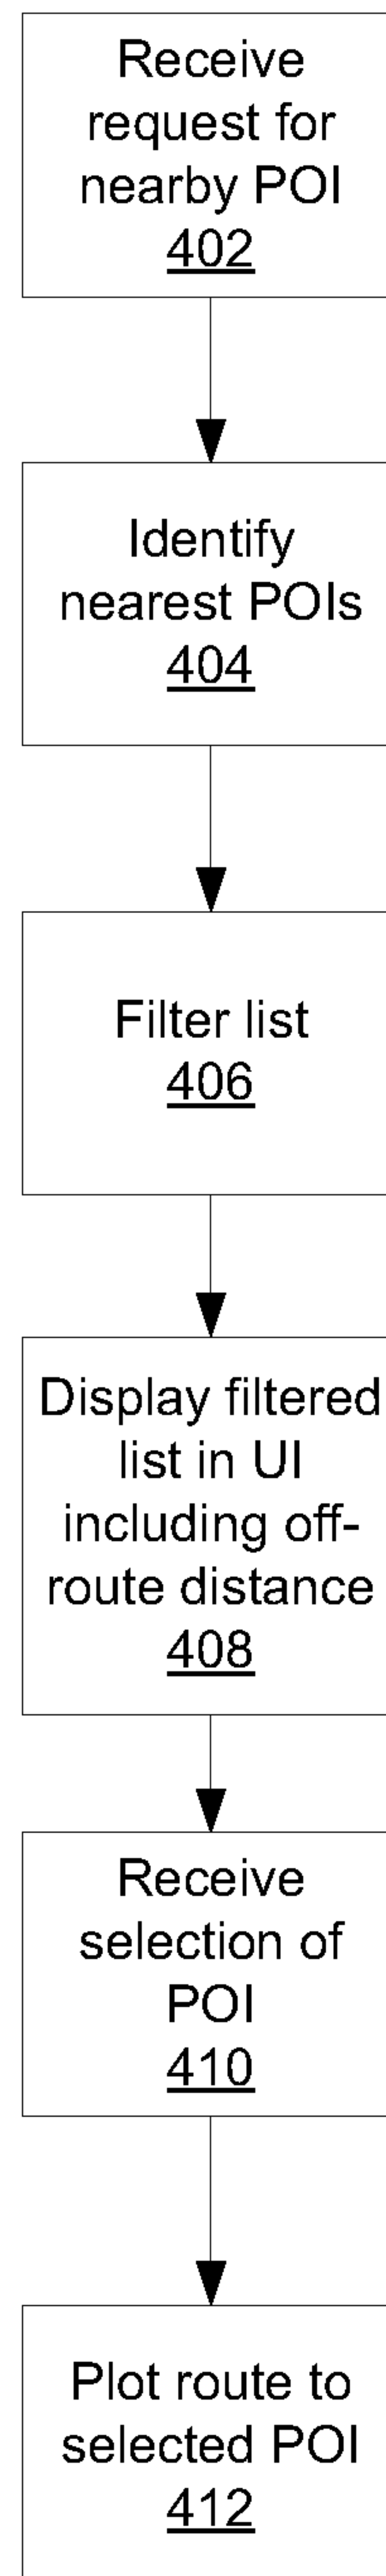 Receive
request for
nearby POI
402
Identify
nearest POIs
404
Filter list
406
Display filtered
list in UI
including off-
route distance
408
Receive
selection of
POI
410
Plot route to
selected POI
412